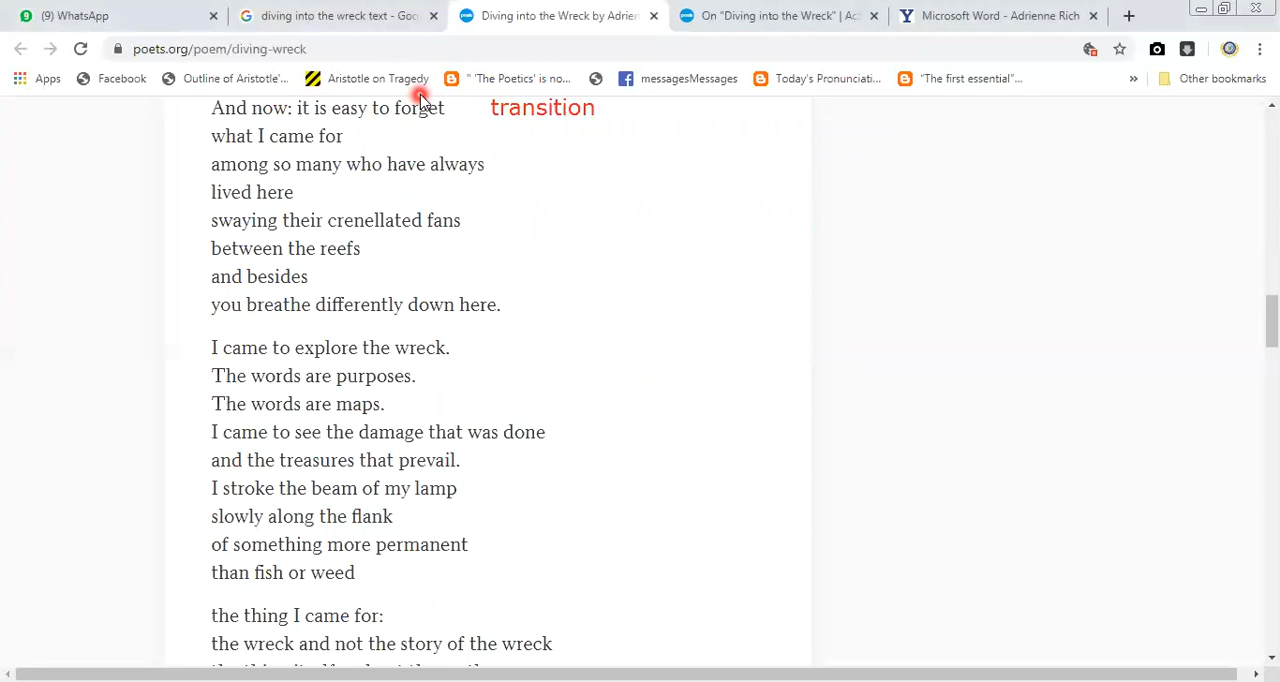 9 (9) WhatsApp
G diving into the wreck text - Goo
Diving into the Wreck by Adrien
On "Diving into the Wreck" | Ac
Y Microsoft Word - Adrienne Rich
poets.org/poem/diving-wreck
Apps
Facebook
Outline of Aristotle'...
Aristotle on Tragedy
" 'The Poetics' is no...
messagesMessages
Today's Pronunciati...
"The first essential"...
»
Other bookmarks
And now: it is easy to forget
transition
what I came for
among so many who have always
lived here
swaying their crenellated fans
between the reefs
and besides
you breathe differently down here.
I came to explore the wreck.
The words are purposes.
The words are maps.
I came to see the damage that was done
and the treasures that prevail.
I stroke the beam of my lamp
slowly along the flank
of something more permanent
than fish or weed
the thing I came for:
the wreck and not the story of the wreck